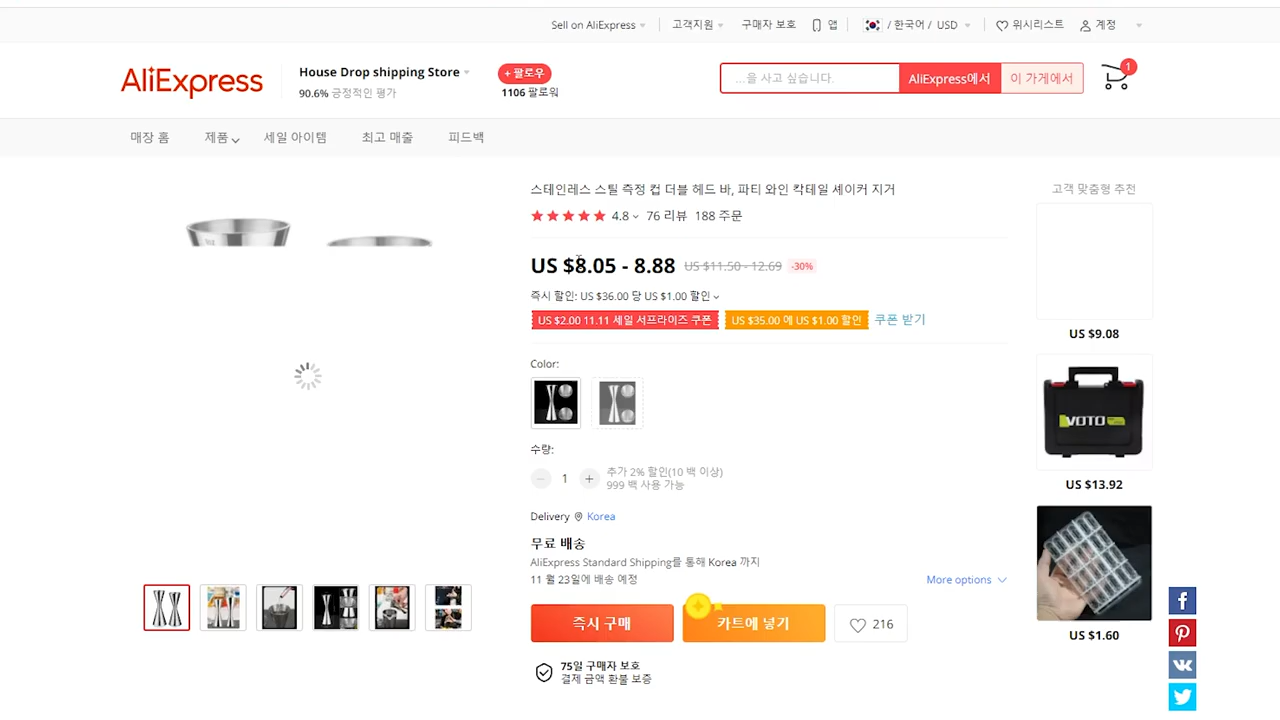 Sell on AliExpress
고객지원
구매자 보호
앱
/ 한국어 / USD
위시리스트
계정
AliExpress
House Drop shipping Store
90.6% 긍정적인 평가
+ 팔로우
1106 팔로워
...을 사고 싶습니다.
AliExpress에서
이 가게에서
1
매장 홈
제품
세일 아이템
최고 매출
피드백
스테인레스 스틸 측정 컵 더블 헤드 바, 파티 와인 칵테일 셰이커 지거
4.8
76 리뷰
188 주문
US $8.05 - 8.88
US $11.50 - 12.69
-30%
즉시 할인: US $36.00 당 US $1.00 할인
US $2.00 11.11 세일 서프라이즈 쿠폰
US $35.00 에 US $1.00 할인
쿠폰 받기
Color:
수량:
1
추가 2% 할인(10 백 이상)
999 백 사용 가능
Delivery
Korea
무료 배송
AliExpress Standard Shipping를 통해 Korea 까지
11 월 23일에 배송 예정
More options
즉시 구매
카트에 넣기
216
75일 구매자 보호
결제 금액 환불 보증
고객 맞춤형 추천
US $9.08
VOTO
US $13.92
US $1.60